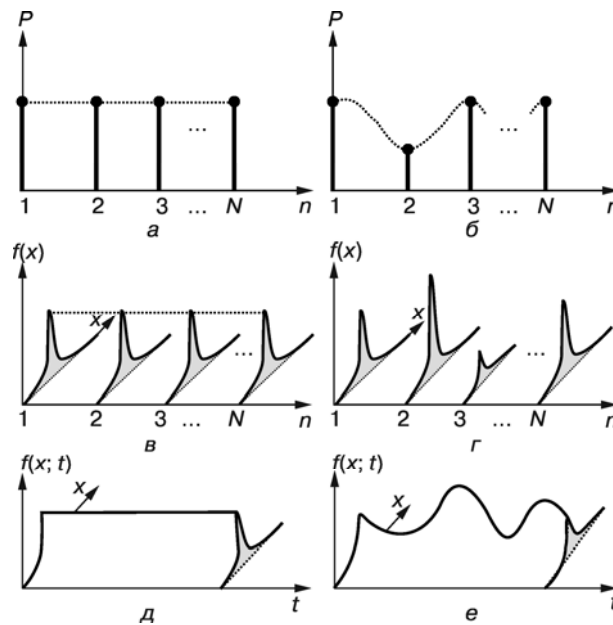 P
1 2 3 ... N n
...
а
P
1 2 3 ... N n
...
б
f(x)
x
...
1 2 3 ... N n
в
f(x)
x
...
1 2 3 ... N n
г
f(x; t)
x
t
д
f(x; t)
x
t
е